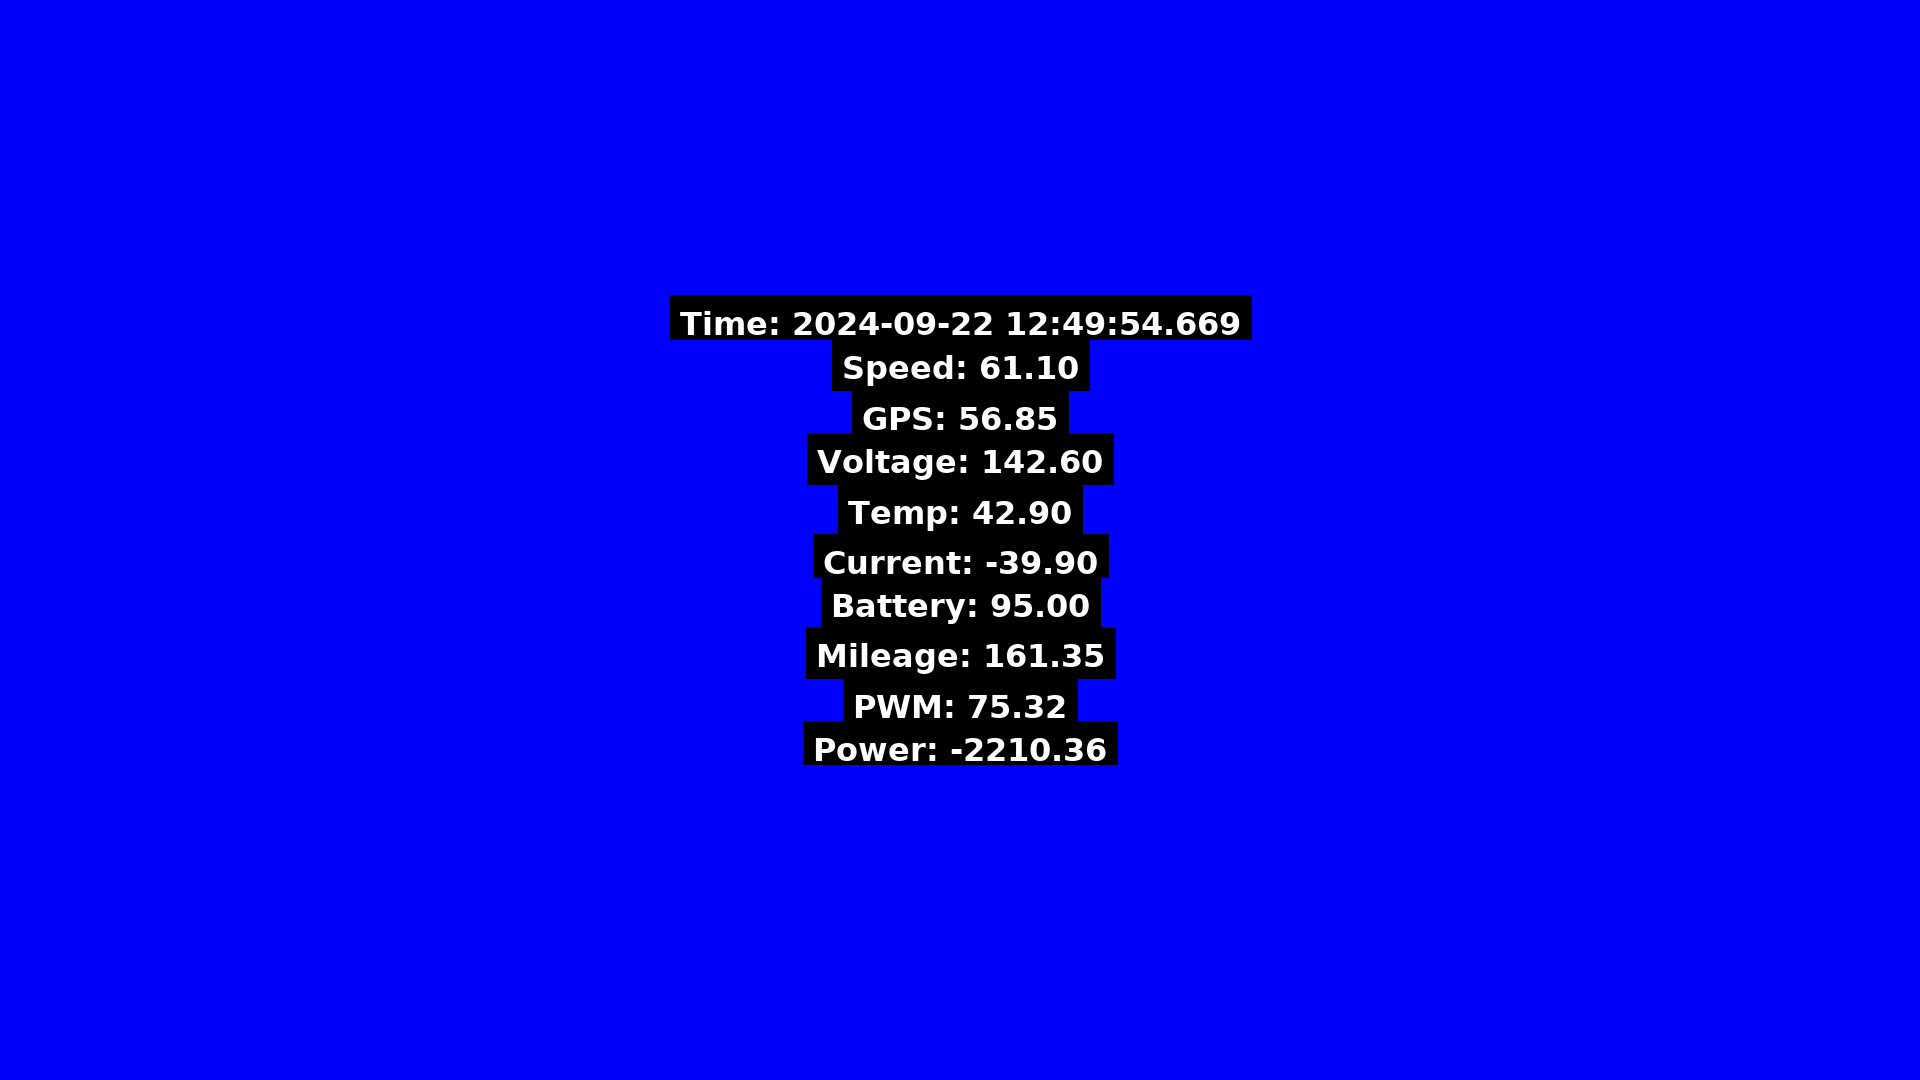 Time: 2024-09-22 12:49:54.669
Speed: 61.10
GPS: 56.85
Voltage: 142.60
Temp: 42.90
Current: -39.90
Battery: 95.00
Mileage: 161.35
PWM: 75.32
Power: -2210.36